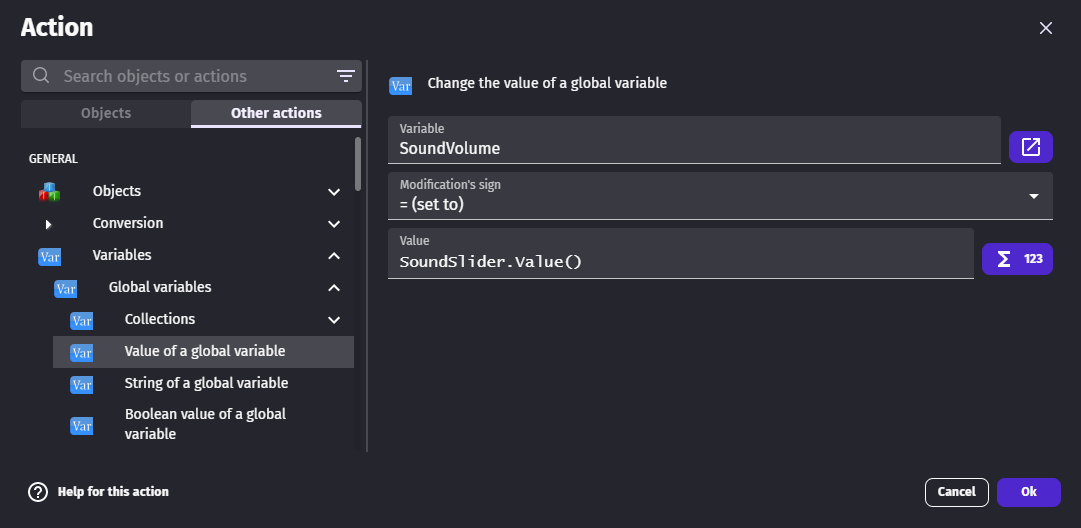 Action
Search objects or actions
Objects
Other actions
GENERAL
Objects
Conversion
Var
Variables
Var
Global variables
Var
Collections
Var
Value of a global variable
Var
String of a global variable
Var
Boolean value of a global
variable
Var
Change the value of a global variable
Variable
SoundVolume
Modification's sign
= (set to)
Value
SoundSlider.Value()
Σ 123
? Help for this action
Cancel
Ok